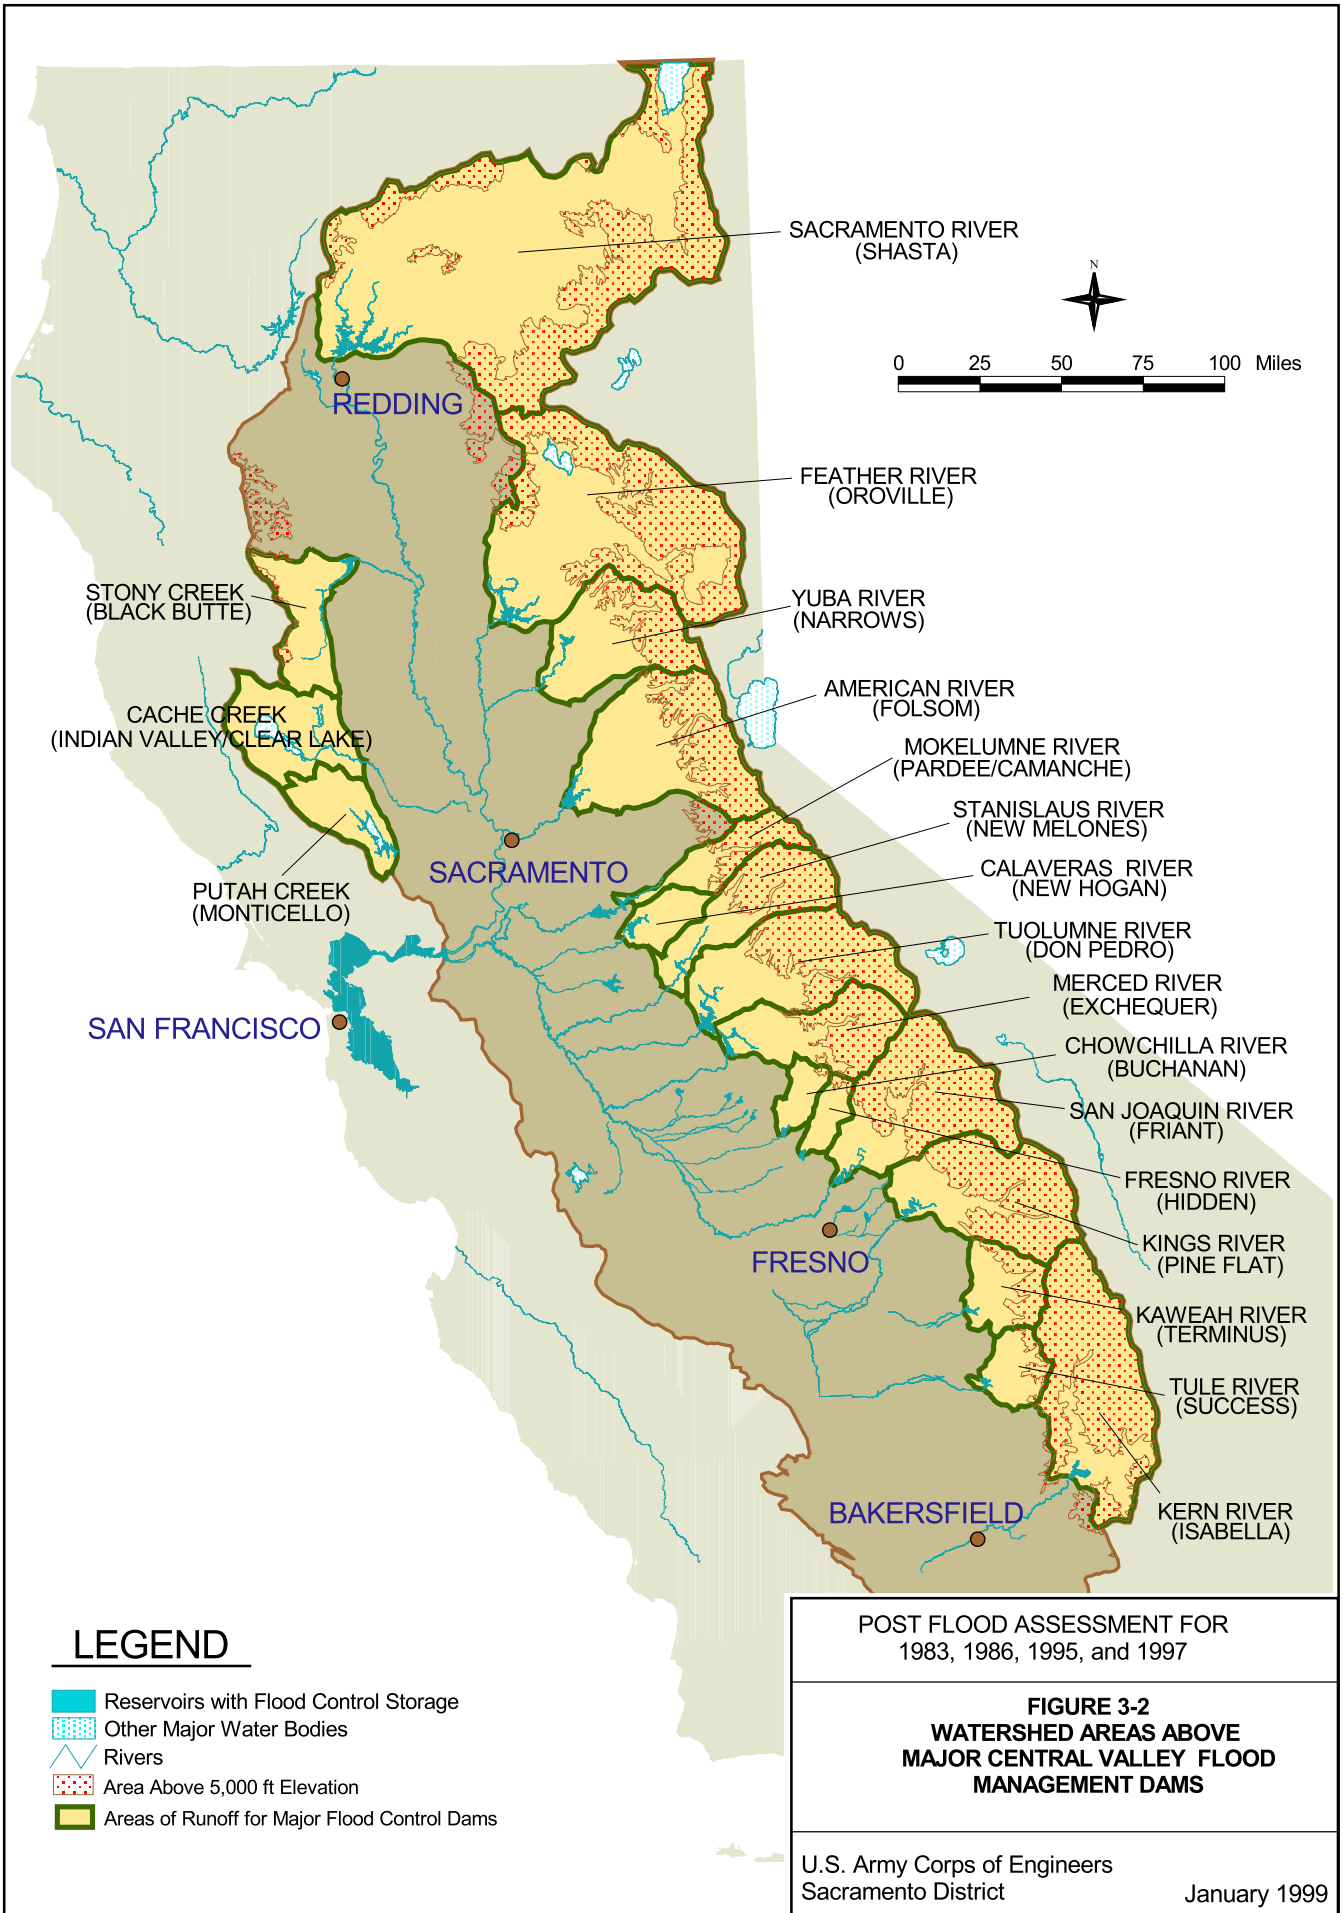 SACRAMENTO RIVER
(SHASTA)
N
0 25 50 75 100 Miles
REDDING
FEATHER RIVER
(OROVILLE)
STONY CREEK
(BLACK BUTTE)
YUBA RIVER
(NARROWS)
AMERICAN RIVER
(FOLSOM)
CACHE CREEK
(INDIAN VALLEY/CLEAR LAKE)
MOKELUMNE RIVER
(PARDEE/CAMANCHE)
STANISLAUS RIVER
(NEW MELONES)
SACRAMENTO
CALAVERAS RIVER
(NEW HOGAN)
PUTAH CREEK
(MONTICELLO)
TUOLUMNE RIVER
(DON PEDRO)
MERCED RIVER
(EXCHEQUER)
SAN FRANCISCO
CHOWCHILLA RIVER
(BUCHANAN)
SAN JOAQUIN RIVER
(FRIANT)
FRESNO RIVER
(HIDDEN)
KINGS RIVER
(PINE FLAT)
FRESNO
KAWEAH RIVER
(TERMINUS)
TULE RIVER
(SUCCESS)
BAKERSFIELD
KERN RIVER
(ISABELLA)
LEGEND
Reservoirs with Flood Control Storage
Other Major Water Bodies
Rivers
Area Above 5,000 ft Elevation
Areas of Runoff for Major Flood Control Dams
POST FLOOD ASSESSMENT FOR
1983, 1986, 1995, and 1997
FIGURE 3-2
WATERSHED AREAS ABOVE
MAJOR CENTRAL VALLEY FLOOD
MANAGEMENT DAMS
U.S. Army Corps of Engineers
Sacramento District
January 1999